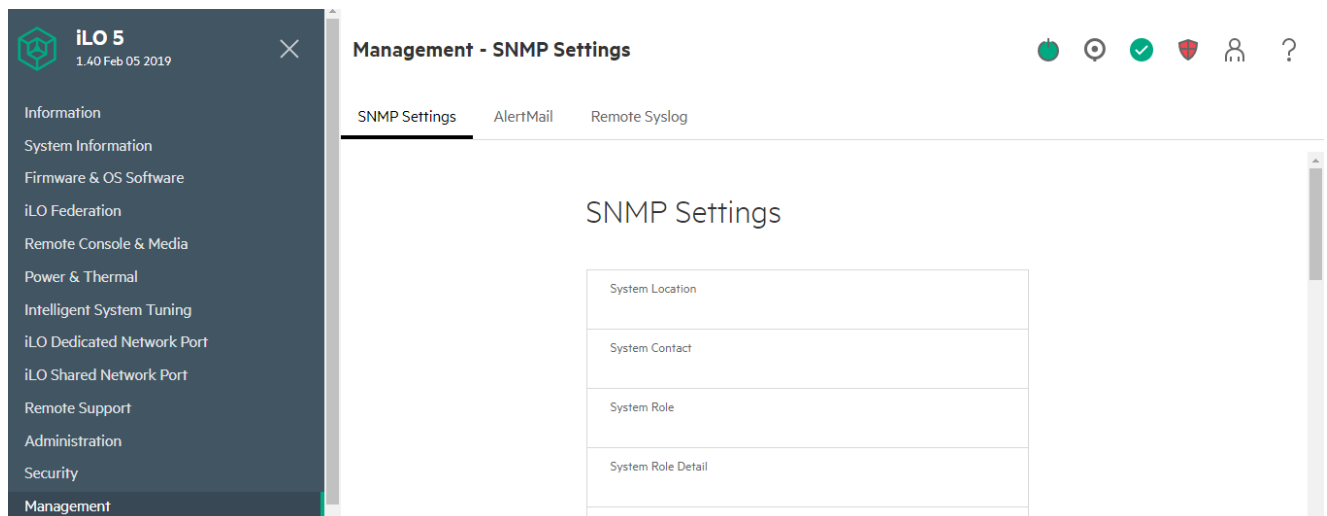 iLO 5
1.40 Feb 05 2019
Information
System Information
Firmware & OS Software
iLO Federation
Remote Console & Media
Power & Thermal
Intelligent System Tuning
iLO Dedicated Network Port
iLO Shared Network Port
Remote Support
Administration
Security
Management
Management - SNMP Settings
?
SNMP Settings AlertMail Remote Syslog
SNMP Settings
System Location
System Contact
System Role
System Role Detail